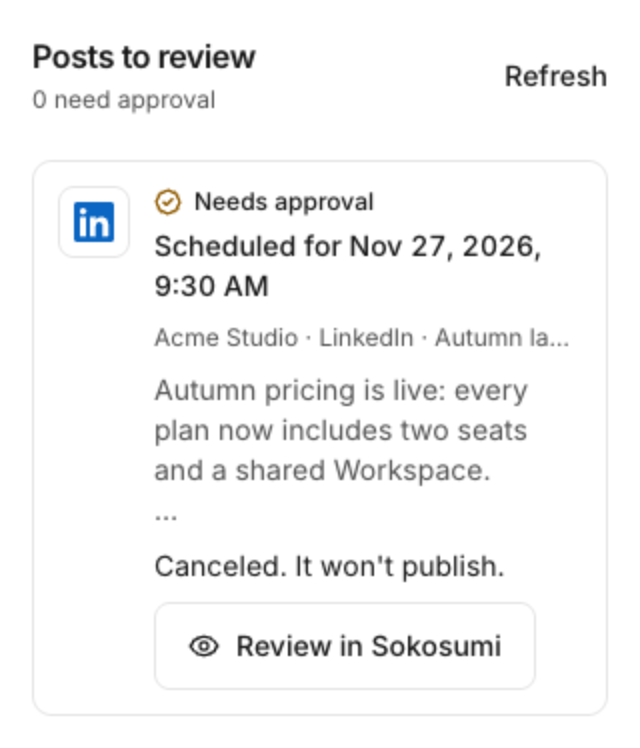 Posts to review
Refresh
0 need approval
in
Needs approval
Scheduled for Nov 27, 2026,
9:30 AM
Acme Studio · LinkedIn · Autumn la...
Autumn pricing is live: every
plan now includes two seats
and a shared Workspace.
...
Canceled. It won't publish.
Review in Sokosumi